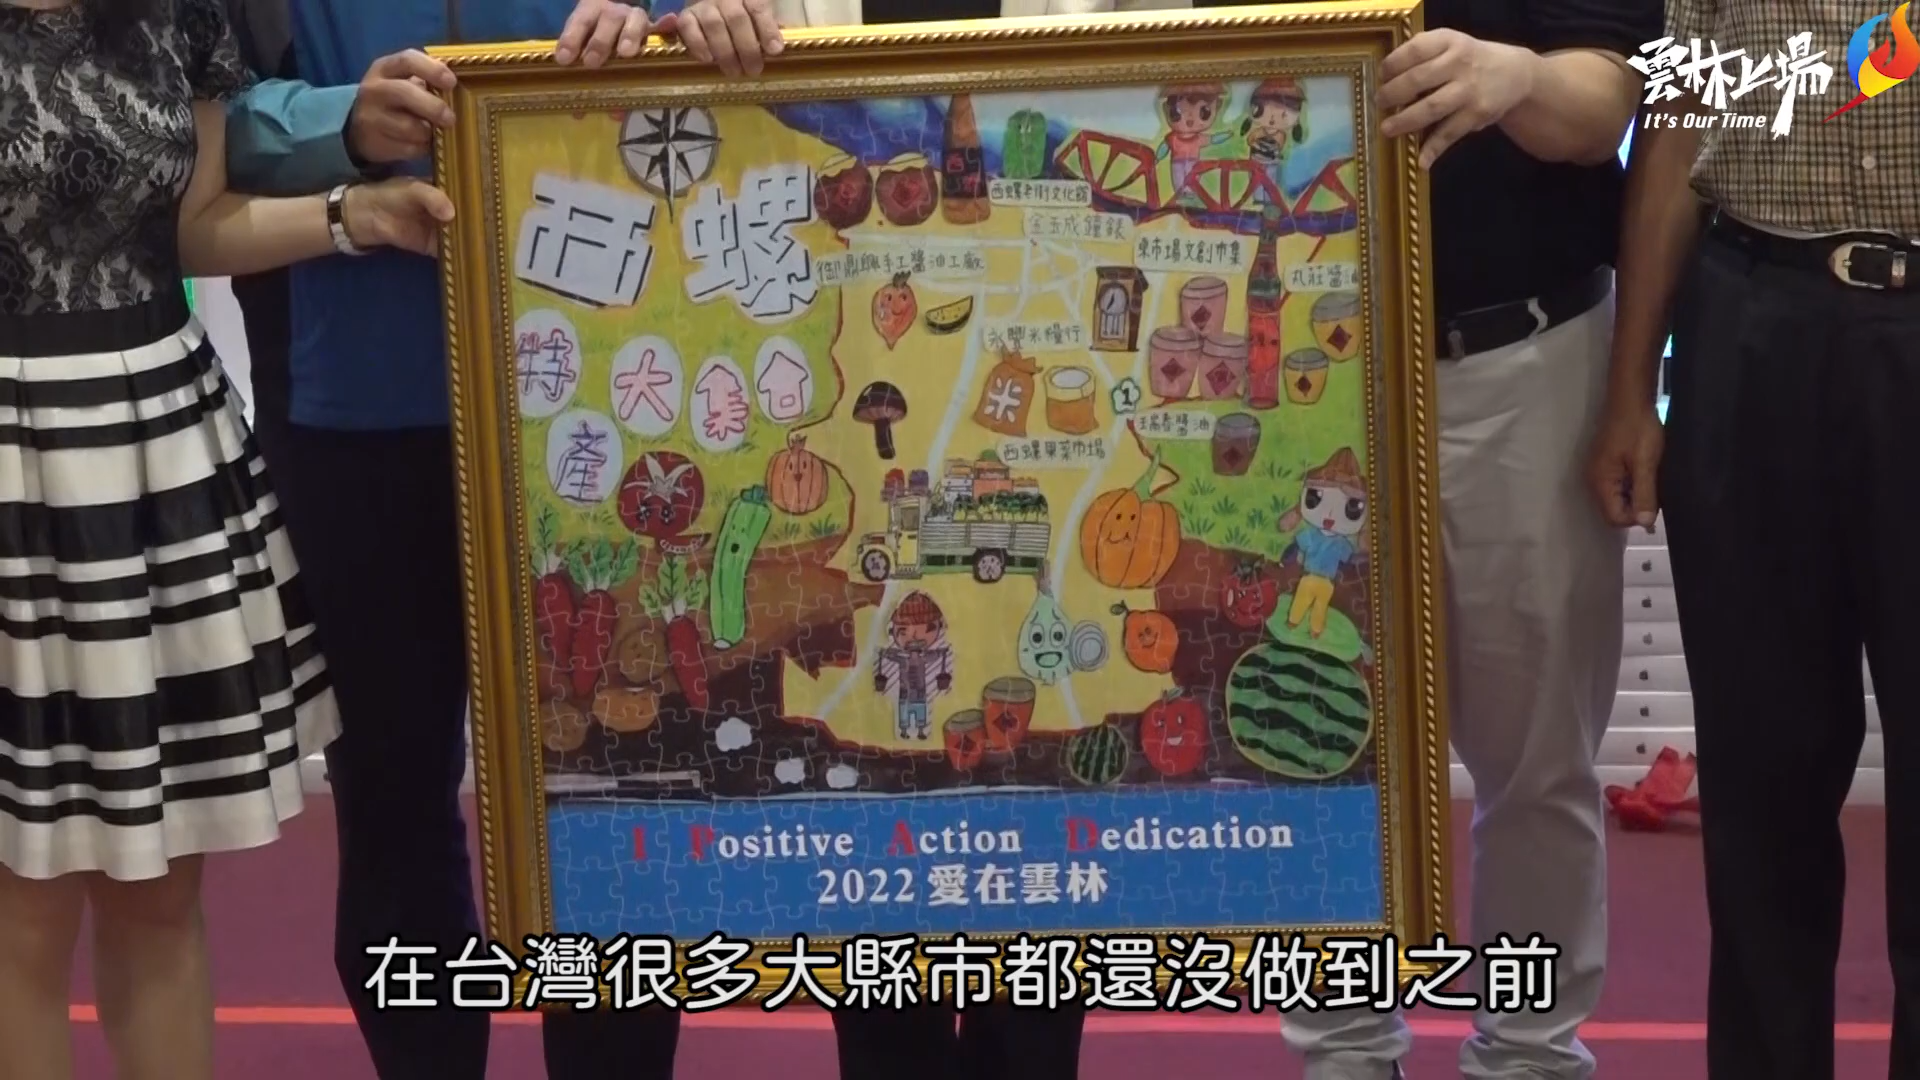 雲林上場
It's Our Time
西螺
特大集合
產
西螺老街文化館
金玉成鐘錶
東市場文創市集
御鼎興手工醬油工廠
丸莊醬油
永豐米糧行
米
1
瑞春醬油
西螺果菜市場
I Positive Action Dedication
2022 愛在雲林
在台灣很多大縣市都還沒做到之前